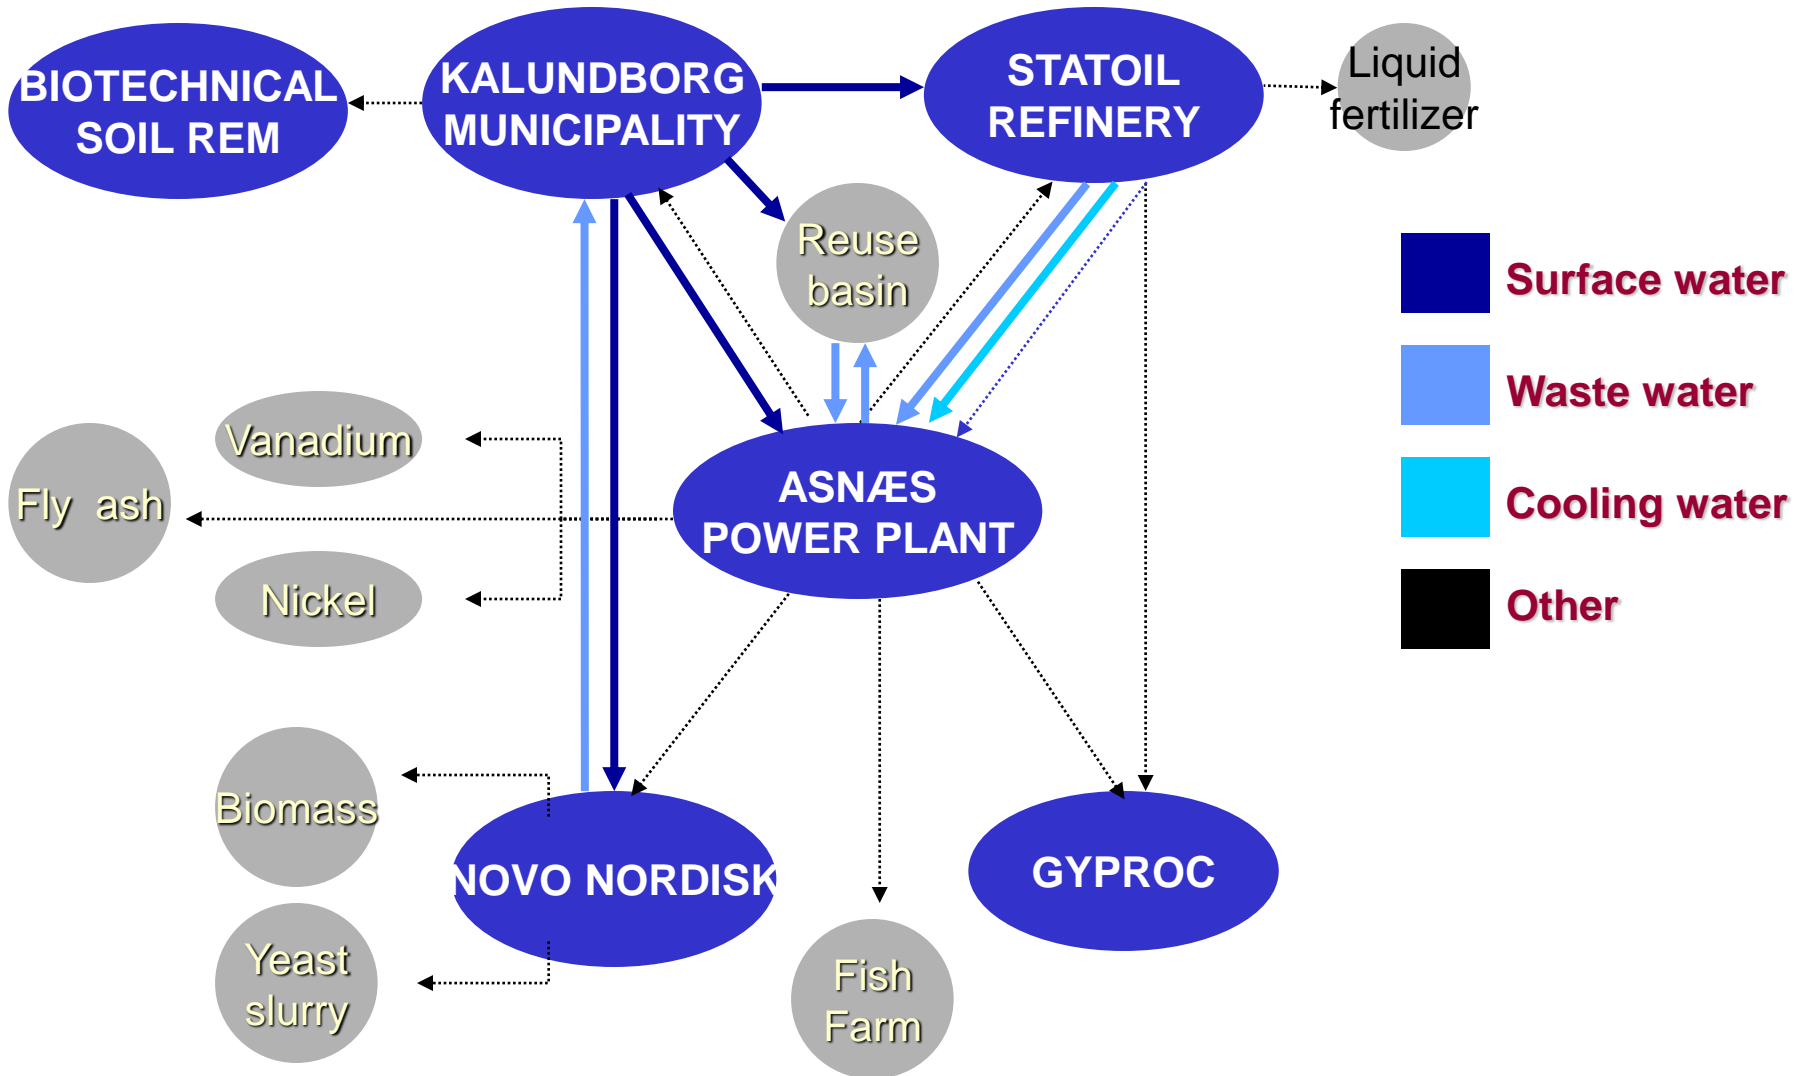 BIOTECHNICAL
SOIL REM
KALUNDBORG
MUNICIPALITY
STATOIL
REFINERY
Liquid
fertilizer
Reuse
basin
Surface water
Waste water
Cooling water
Other
Vanadium
Fly ash
Nickel
ASNÆS
POWER PLANT
Biomass
NOVO NORDISK
GYPROC
Yeast
slurry
Fish
Farm